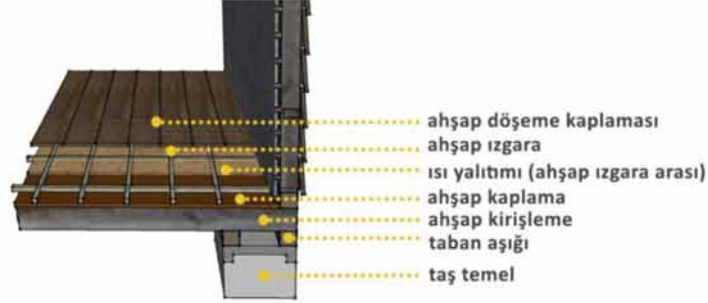 ahşap döşeme kaplaması
ahşap ızgara
ısı yalıtımı (ahşap ızgara arası)
ahşap kaplama
ahşap kirişleme
taban aşığı
taş temel